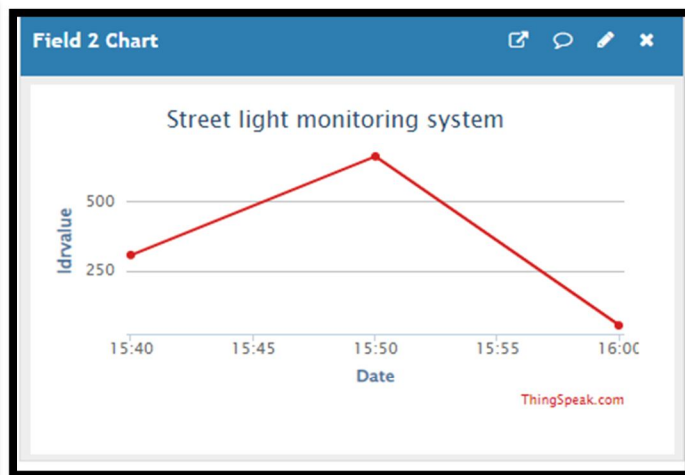 Field 2 Chart
Street light monitoring system
ldrvalue
500
250
15:40 15:45 15:50 15:55 16:00
Date
ThingSpeak.com